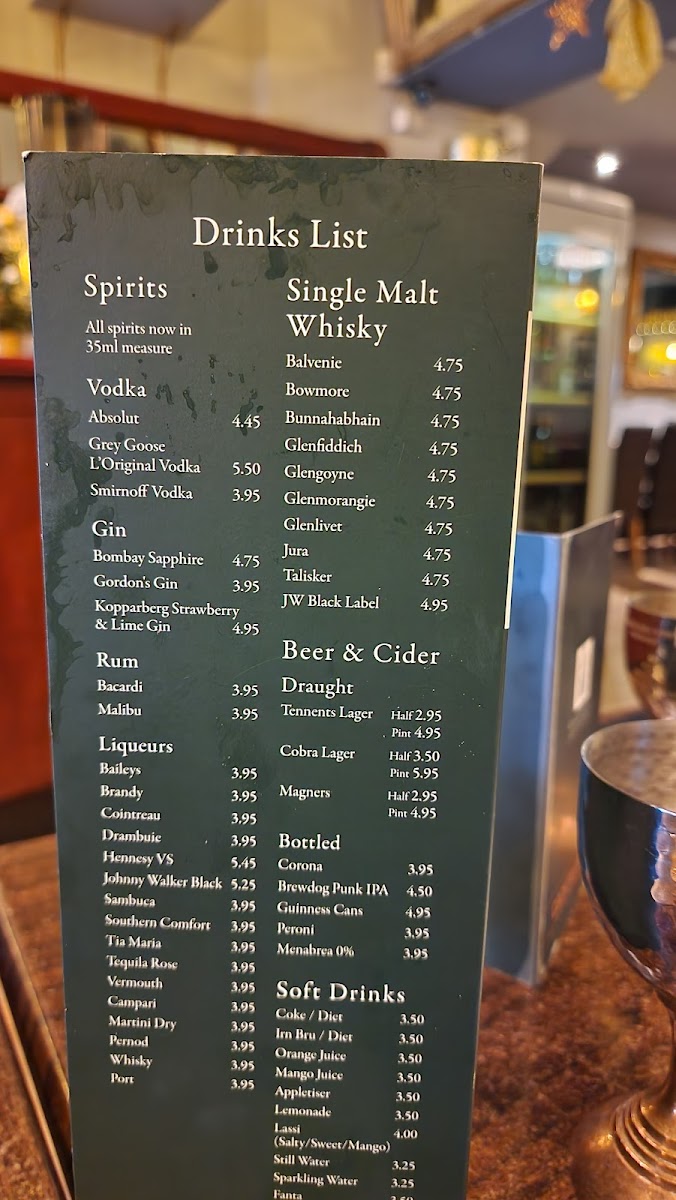 Drinks List
Spirits
All spirits now in
35ml measure
Vodka
Absolut 4.45
Grey Goose
L'Original Vodka 5.50
Smirnoff Vodka 3.95
Gin
Bombay Sapphire 4.75
Gordon's Gin 3.95
Kopparberg Strawberry
& Lime Gin 4.95
Rum
Bacardi 3.95
Malibu 3.95
Liqueurs
Baileys 3.95
Brandy 3.95
Cointreau 3.95
Drambuie 3.95
Hennesy VS 5.45
Johnny Walker Black 5.25
Sambuca 3.95
Southern Comfort 3.95
Tia Maria 3.95
Tequila Rose 3.95
Vermouth 3.95
Campari 3.95
Martini Dry 3.95
Pernod 3.95
Whisky 3.95
Port 3.95
Single Malt
Whisky
Balvenie 4.75
Bowmore 4.75
Bunnahabhain 4.75
Glenfiddich 4.75
Glengoyne 4.75
Glenmorangie 4.75
Glenlivet 4.75
Jura 4.75
Talisker 4.75
JW Black Label 4.95
Beer & Cider
Draught
Tennents Lager Half 2.95
Pint 4.95
Cobra Lager Half 3.50
Pint 5.95
Magners Half 2.95
Pint 4.95
Bottled
Corona 3.95
Brewdog Punk IPA 4.50
Guinness Cans 4.95
Peroni 3.95
Menabrea 0% 3.95
Soft Drinks
Coke / Diet 3.50
Irn Bru / Diet 3.50
Orange Juice 3.50
Mango Juice 3.50
Appletiser 3.50
Lemonade 3.50
Lassi 4.00
(Salty/Sweet/Mango)
Still Water 3.25
Sparkling Water 3.25
Fanta